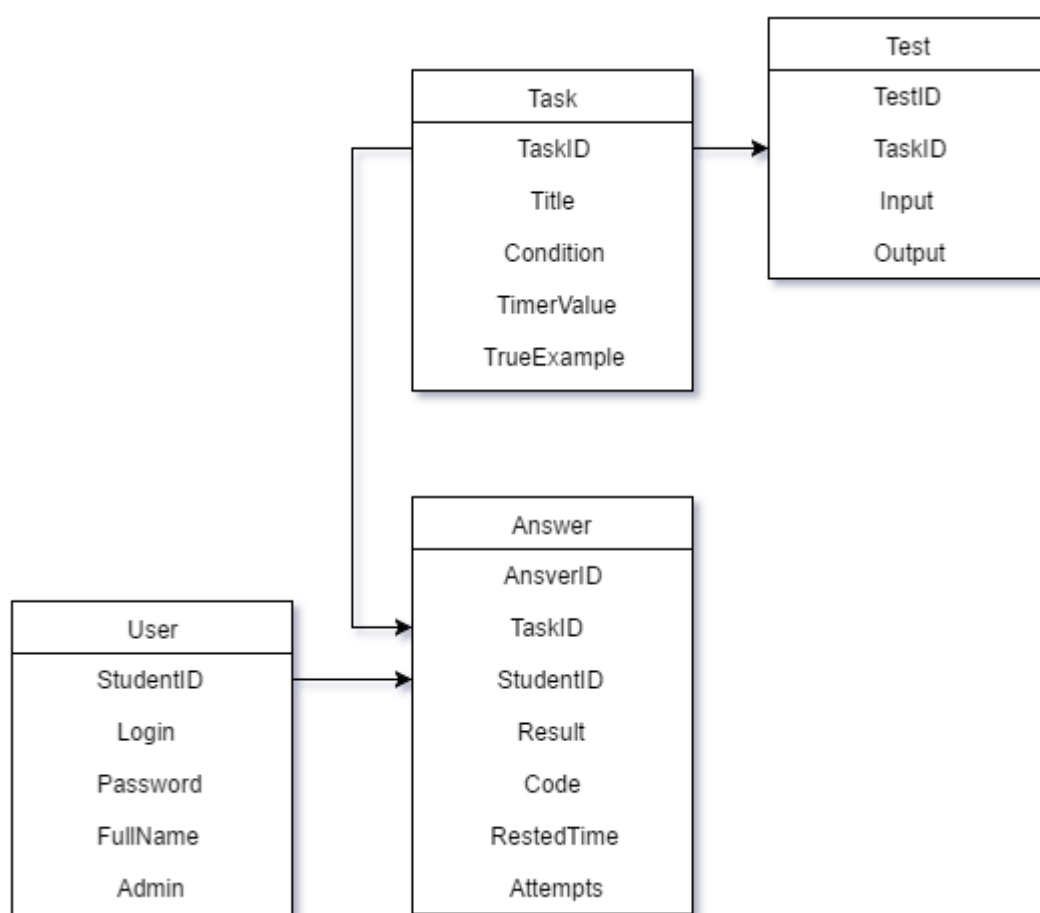 Test
TestID
TaskID
Input
Output
Task
TaskID
Title
Condition
TimerValue
TrueExample
Answer
AnsverID
TaskID
StudentID
Result
Code
RestedTime
Attempts
User
StudentID
Login
Password
FullName
Admin